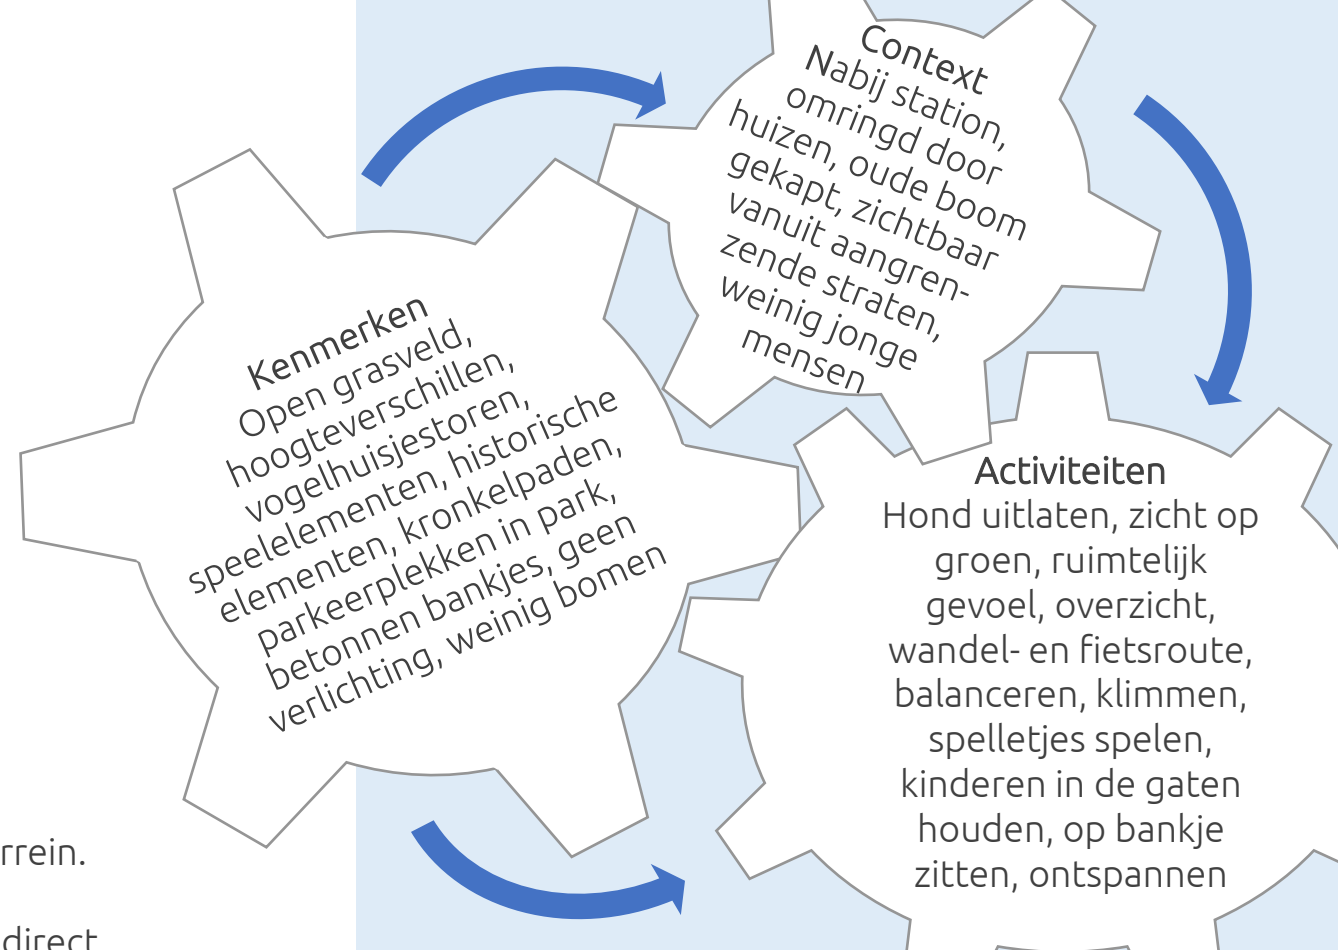 Context
Nabij station,
omringd door
huizen, oude boom
gekapt, zichtbaar
vanuit aangren-
zende straten,
weinig jonge
mensen
Kenmerken
Open grasveld,
hoogteverschillen,
vogelhuisjestoren,
speelelementen, historische
elementen, kronkelpaden,
parkeerplekken in park,
betonnen bankjes, geen
verlichting, weinig bomen
Activiteiten
Hond uitlaten, zicht op
groen, ruimtelijk
gevoel, overzicht,
wandel- en fietsroute,
balanceren, klimmen,
spelletjes spelen,
kinderen in de gaten
houden, op bankje
zitten, ontspannen
rrein.
direct